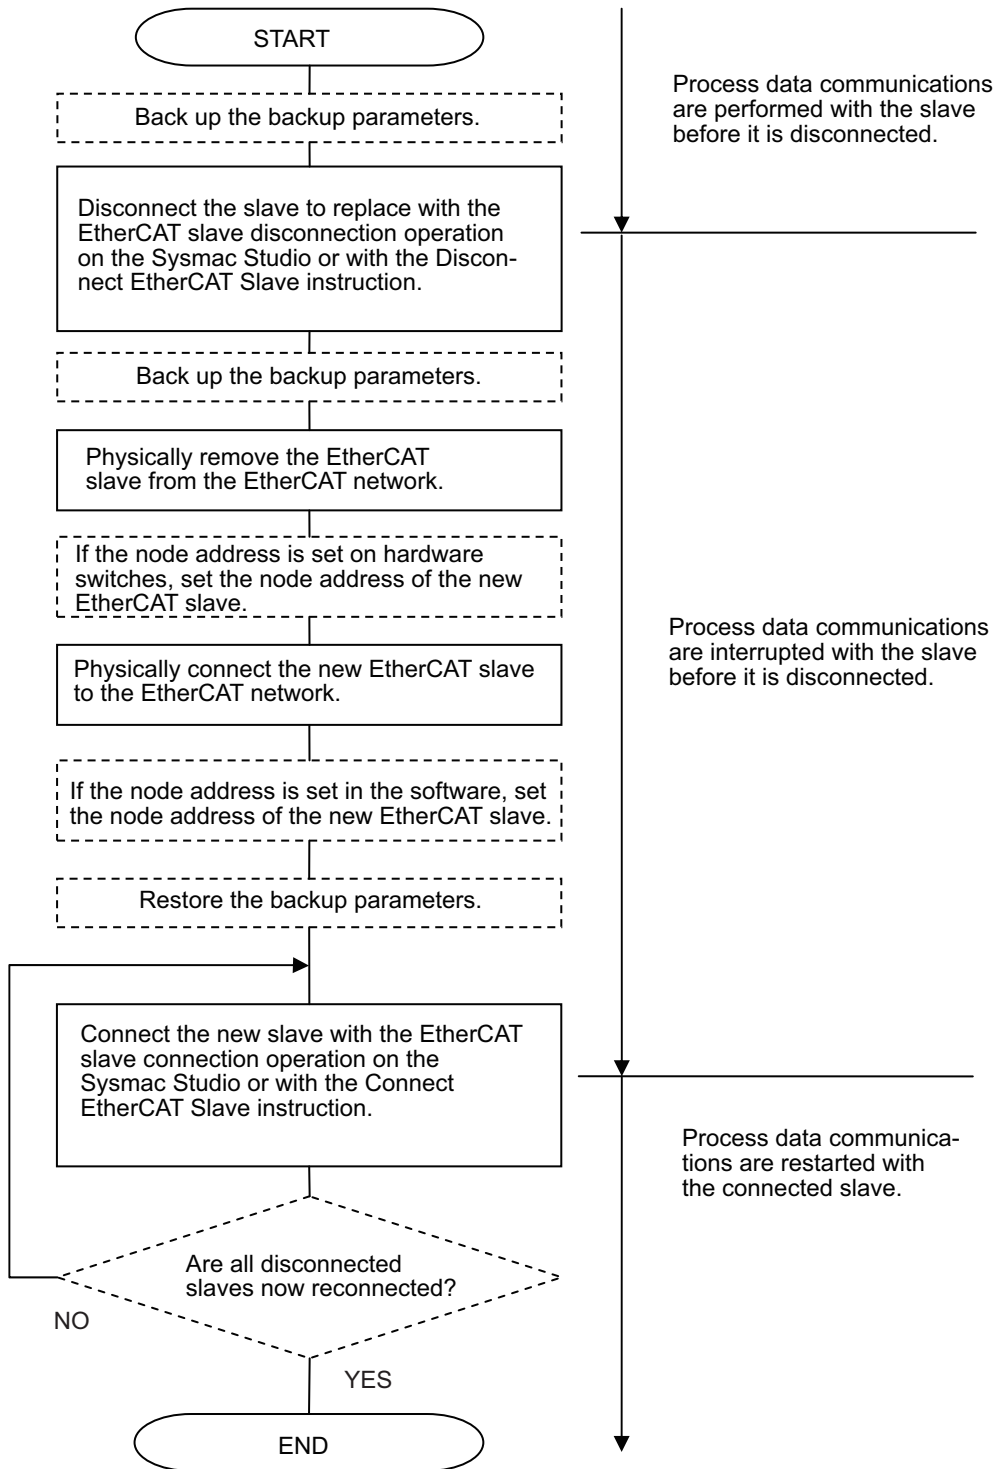 START
Process data communications
are performed with the slave
before it is disconnected.
Back up the backup parameters.
Disconnect the slave to replace with the
EtherCAT slave disconnection operation
on the Sysmac Studio or with the Discon-
nect EtherCAT Slave instruction.
Back up the backup parameters.
Physically remove the EtherCAT
slave from the EtherCAT network.
If the node address is set on hardware
switches, set the node address of the new
EtherCAT slave.
Process data communications
are interrupted with the slave
before it is disconnected.
Physically connect the new EtherCAT slave
to the EtherCAT network.
If the node address is set in the software, set
the node address of the new EtherCAT slave.
Restore the backup parameters.
Connect the new slave with the EtherCAT
slave connection operation on the
Sysmac Studio or with the Connect
EtherCAT Slave instruction.
Process data communica-
tions are restarted with
the connected slave.
Are all disconnected
slaves now reconnected?
NO
YES
END